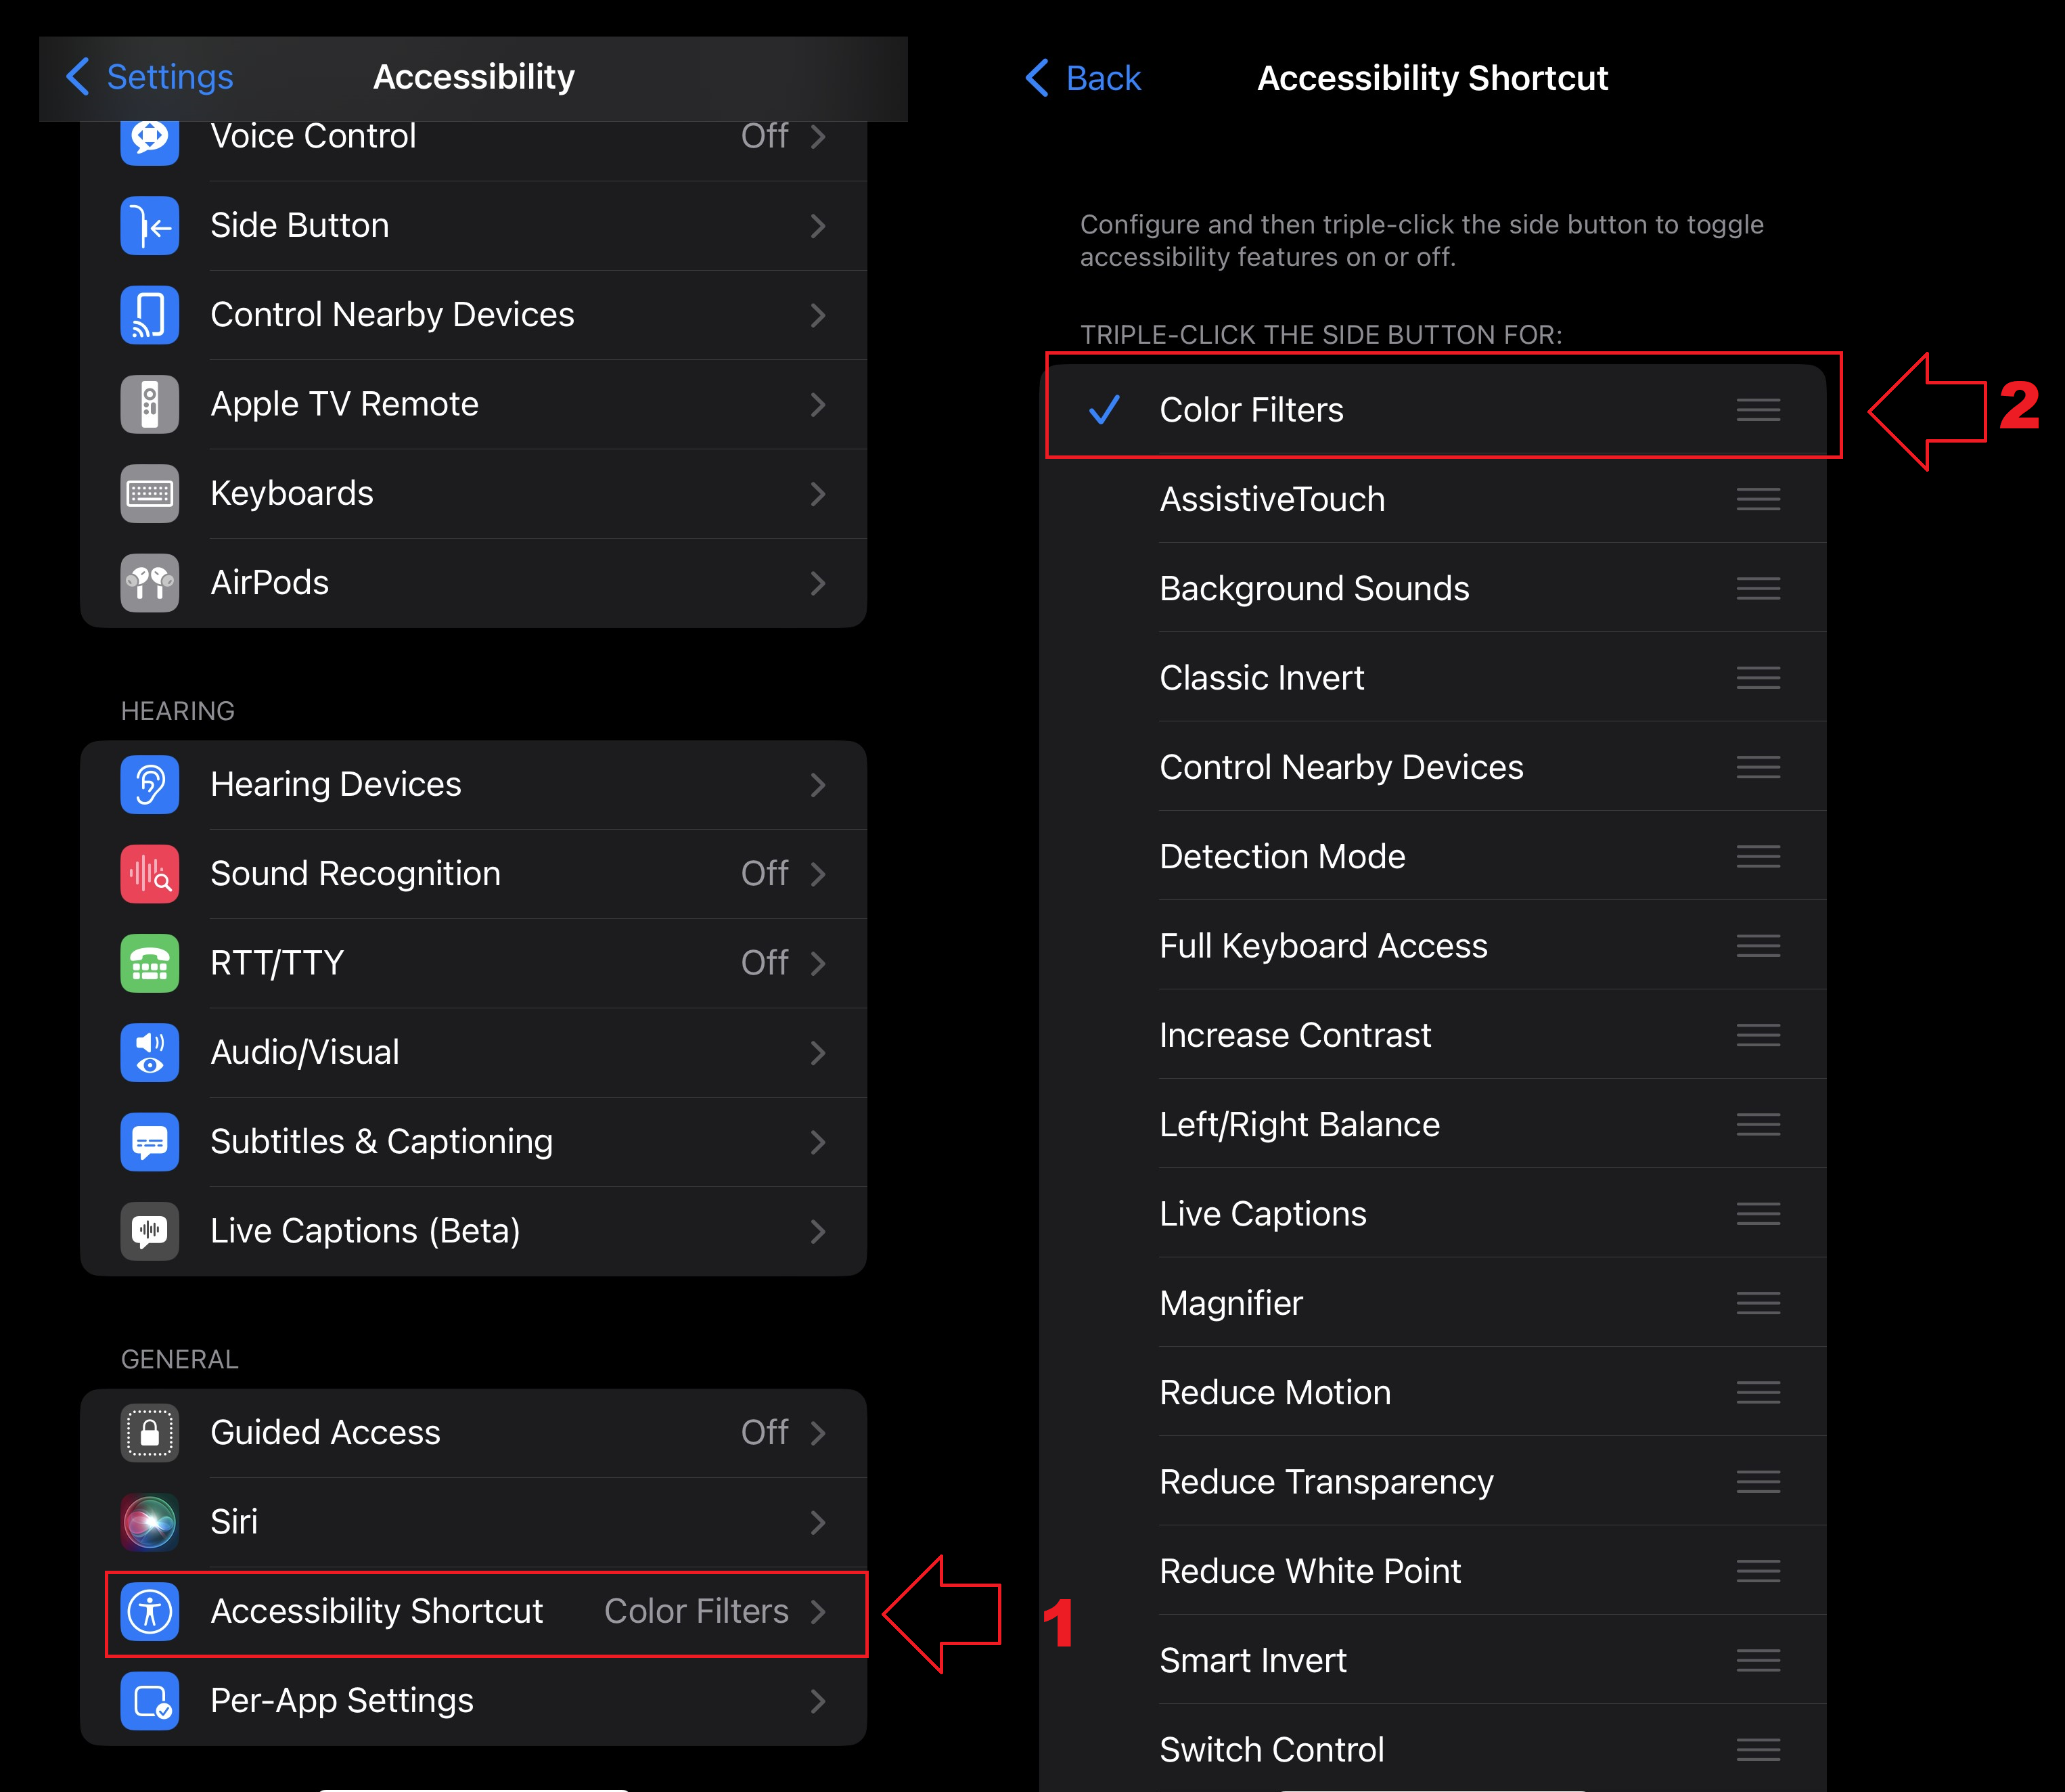 Settings
Accessibility
Voice Control Off
Side Button
Control Nearby Devices
Apple TV Remote
Keyboards
AirPods
HEARING
Hearing Devices
Sound Recognition Off
RTT/TTY Off
Audio/Visual
Subtitles & Captioning
Live Captions (Beta)
GENERAL
Guided Access Off
Siri
Accessibility Shortcut Color Filters
1
Per-App Settings
Back
Accessibility Shortcut
Configure and then triple-click the side button to toggle
accessibility features on or off.
TRIPLE-CLICK THE SIDE BUTTON FOR:
Color Filters
2
AssistiveTouch
Background Sounds
Classic Invert
Control Nearby Devices
Detection Mode
Full Keyboard Access
Increase Contrast
Left/Right Balance
Live Captions
Magnifier
Reduce Motion
Reduce Transparency
Reduce White Point
Smart Invert
Switch Control